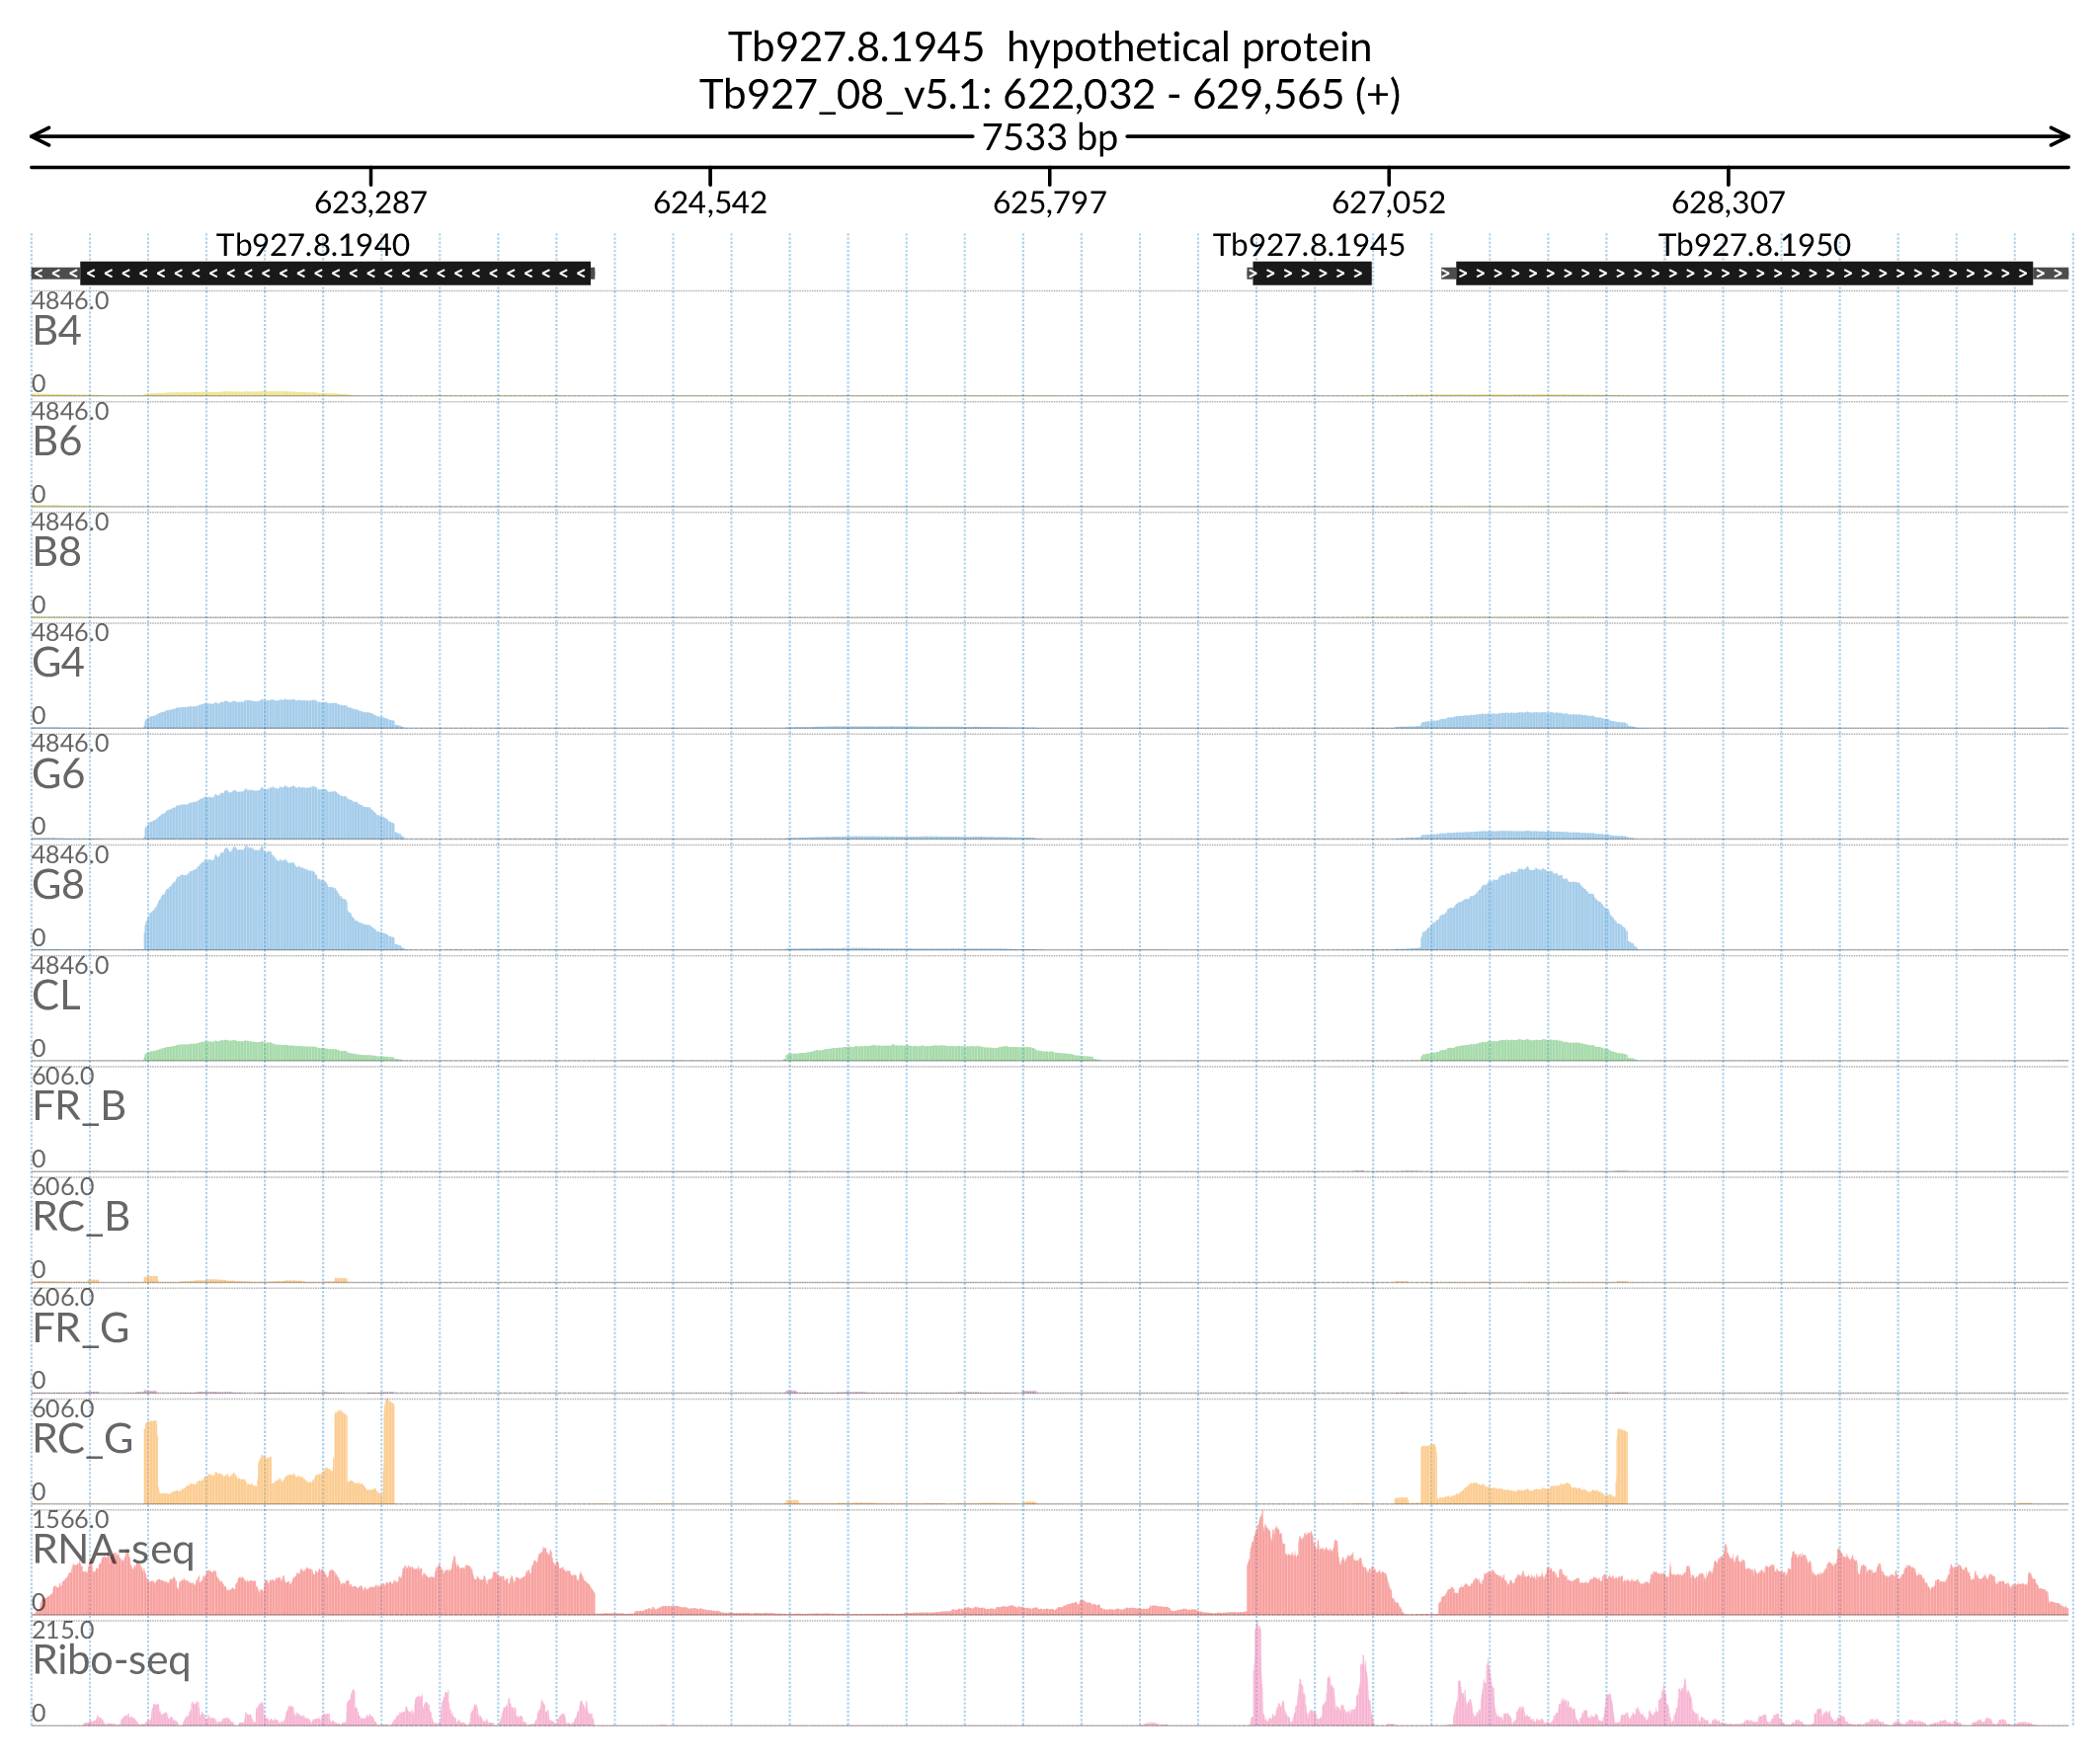 Tb927.8.1945 hypothetical protein
Tb927_08_v5.1: 622,032 - 629,565 (+)
7533 bp
623,287 624,542 625,797 627,052 628,307
Tb927.8.1940 Tb927.8.1945 Tb927.8.1950
4846.0
B4
0
4846.0
B6
0
4846.0
B8
0
4846.0
G4
0
4846.0
G6
0
4846.0
G8
0
4846.0
CL
0
606.0
FR_B
0
606.0
RC_B
0
606.0
FR_G
0
606.0
RC_G
0
1566.0
RNA-seq
0
215.0
Ribo-seq
0